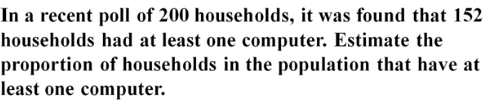 In a recent poll of 200 households, it was found that 152
households had at least one computer. Estimate the
proportion of households in the population that have at
least one computer.